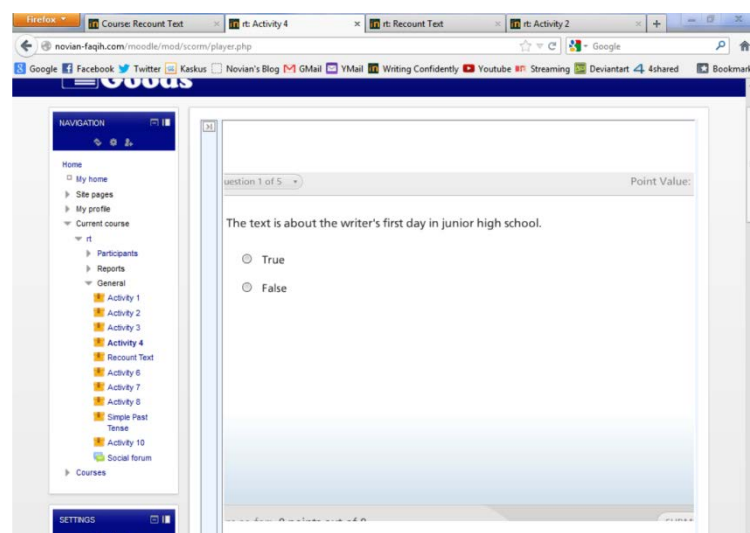 Firefox
Course: Recount Text
rt: Activity 4
rt: Recount Text
rt: Activity 2
novian-faqih.com/moodle/mod/scorm/player.php
Google
Google Facebook Twitter Kaskus Novian's Blog GMail YMail Writing Confidently Youtube Streaming Deviantart 4shared Bookmark
Goods
NAVIGATION
Home
My home
Site pages
My profile
Current course
rt
Participants
Reports
General
Activity 1
Activity 2
Activity 3
Activity 4
Recount Text
Activity 6
Activity 7
Activity 8
Simple Past
Tense
Activity 10
Social forum
Courses
SETTINGS
uestion 1 of 5
Point Value:
The text is about the writer's first day in junior high school.
True
False